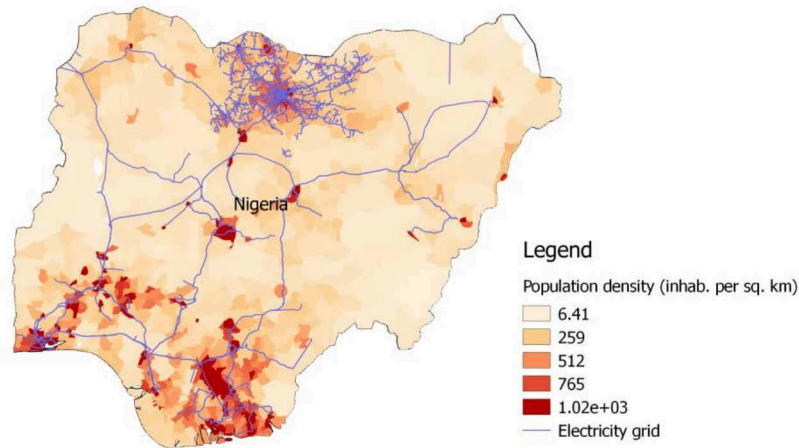 Nigeria
Legend
Population density (inhab. per sq. km)
6.41
259
512
765
1.02e+03
Electricity grid